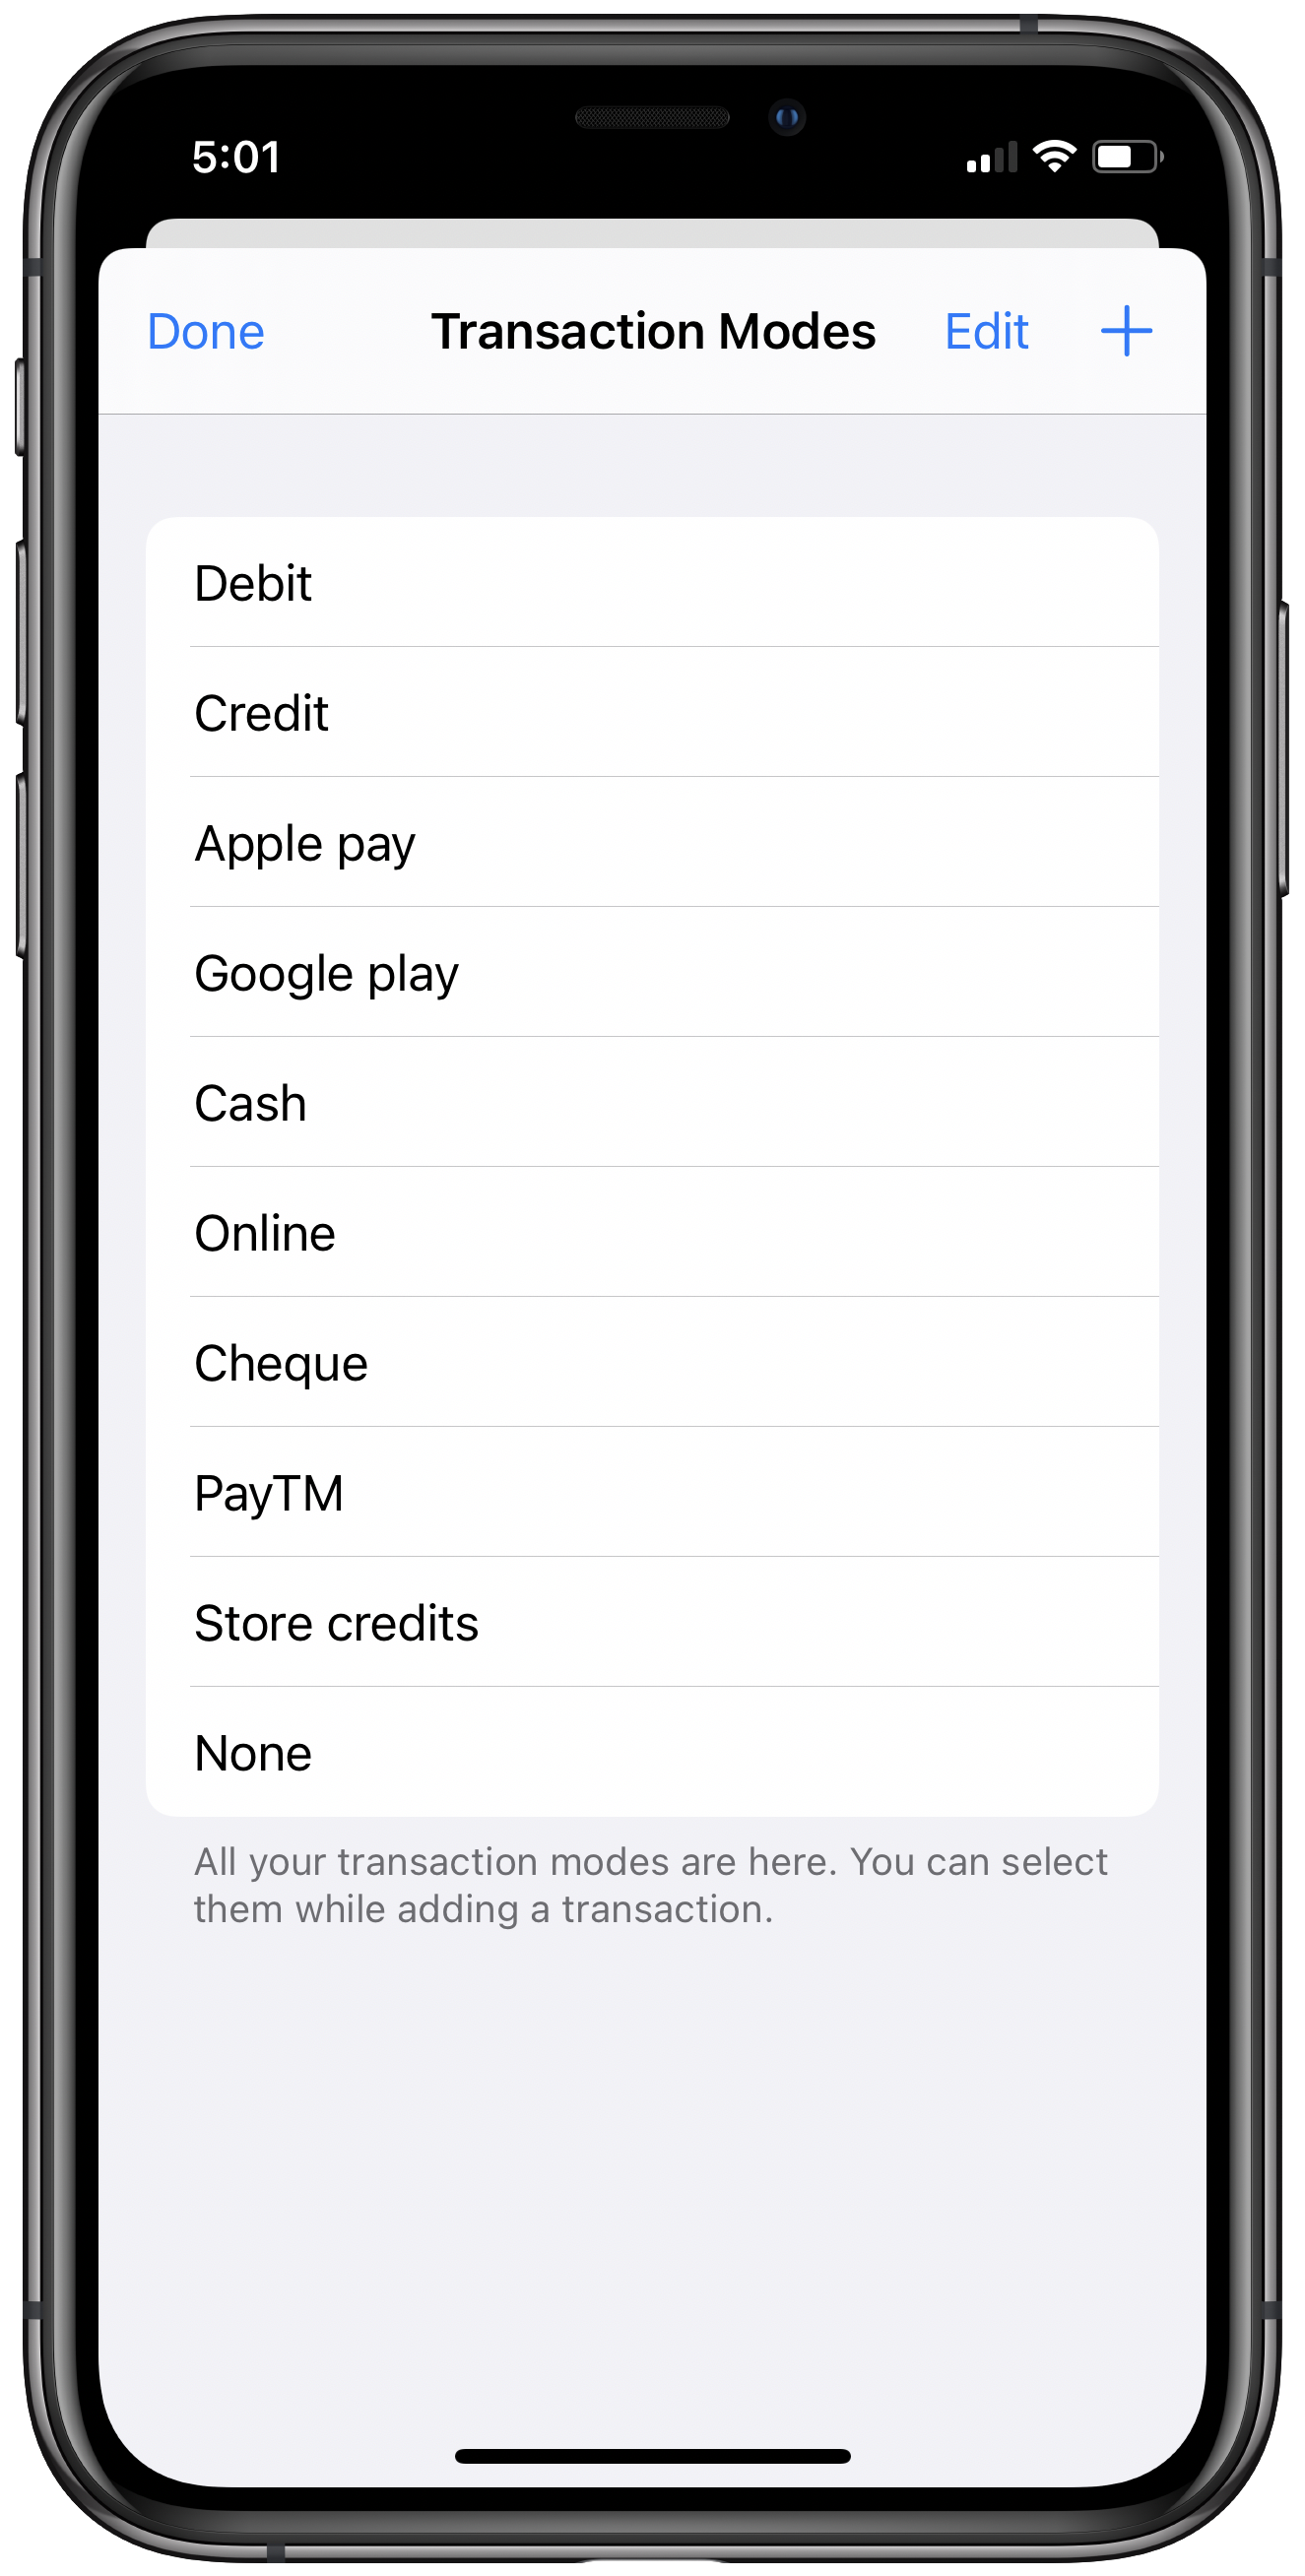 5:01
Done Transaction Modes Edit
Debit
Credit
Apple pay
Google play
Cash
Online
Cheque
PayTM
Store credits
None
All your transaction modes are here. You can select
them while adding a transaction.